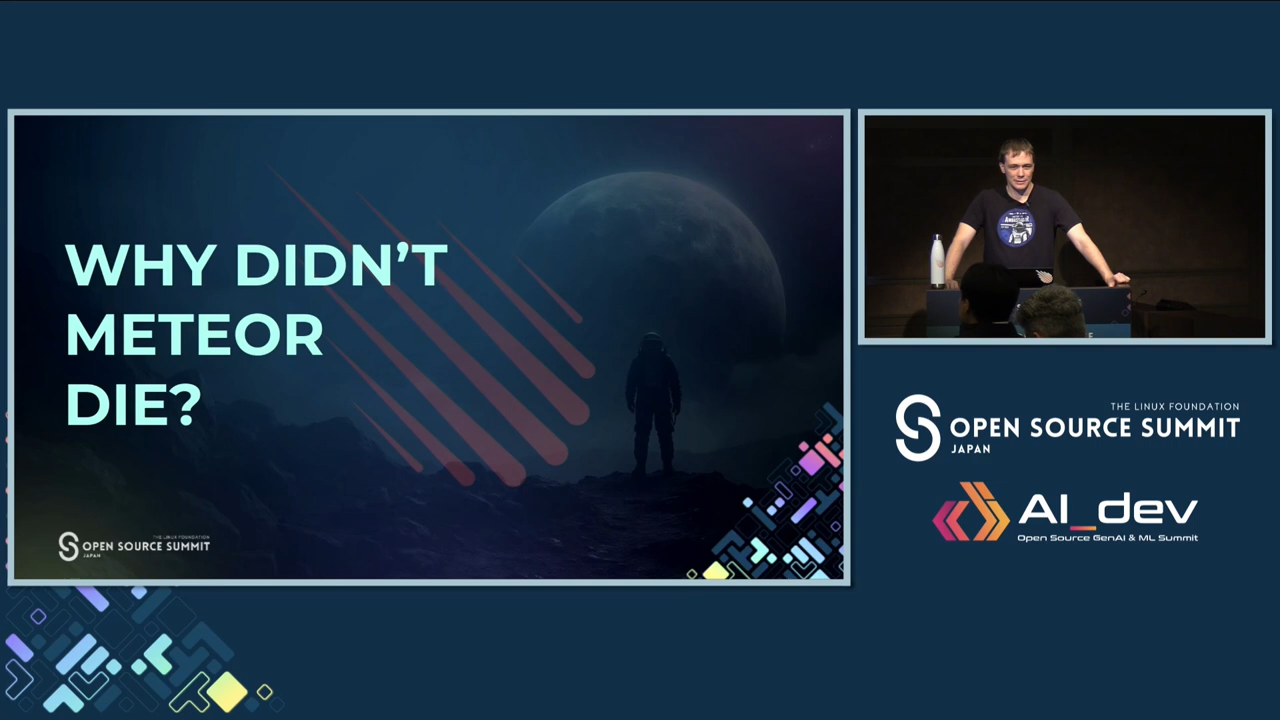 WHY DIDN’T
METEOR
DIE?
THE LINUX FOUNDATION
OPEN SOURCE SUMMIT
JAPAN
THE LINUX FOUNDATION
OPEN SOURCE SUMMIT
JAPAN
AI_dev
Open Source GenAI & ML Summit